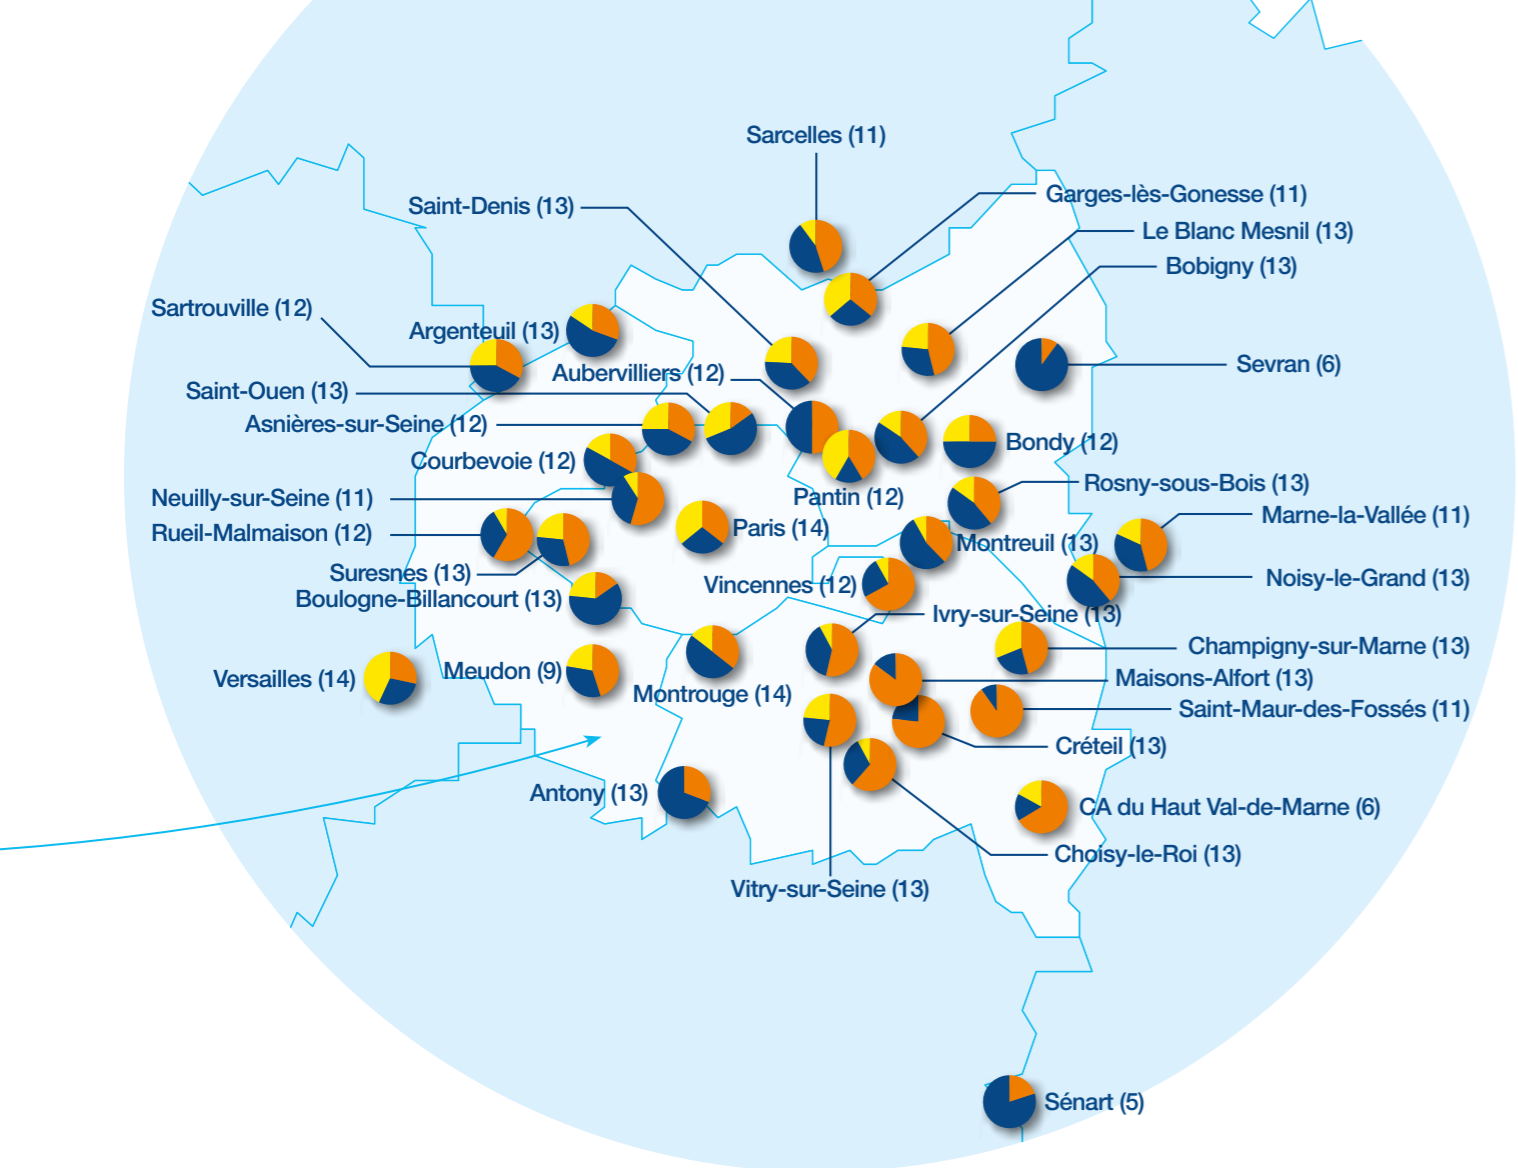 Sarcelles (11)
Garges-lès-Gonesse (11)
Saint-Denis (13)
Le Blanc Mesnil (13)
Bobigny (13)
Sartrouville (12)
Argenteuil (13)
Sevran (6)
Aubervilliers (12)
Saint-Ouen (13)
Asnières-sur-Seine (12)
Bondy (12)
Courbevoie (12)
Rosny-sous-Bois (13)
Pantin (12)
Neuilly-sur-Seine (11)
Marne-la-Vallée (11)
Paris (14)
Rueil-Malmaison (12)
Montreuil (13)
Suresnes (13)
Noisy-le-Grand (13)
Vincennes (12)
Boulogne-Billancourt (13)
Ivry-sur-Seine (13)
Champigny-sur-Marne (13)
Meudon (9)
Versailles (14)
Maisons-Alfort (13)
Montrouge (14)
Saint-Maur-des-Fossés (11)
Créteil (13)
Antony (13)
CA du Haut Val-de-Marne (6)
Choisy-le-Roi (13)
Vitry-sur-Seine (13)
Sénart (5)